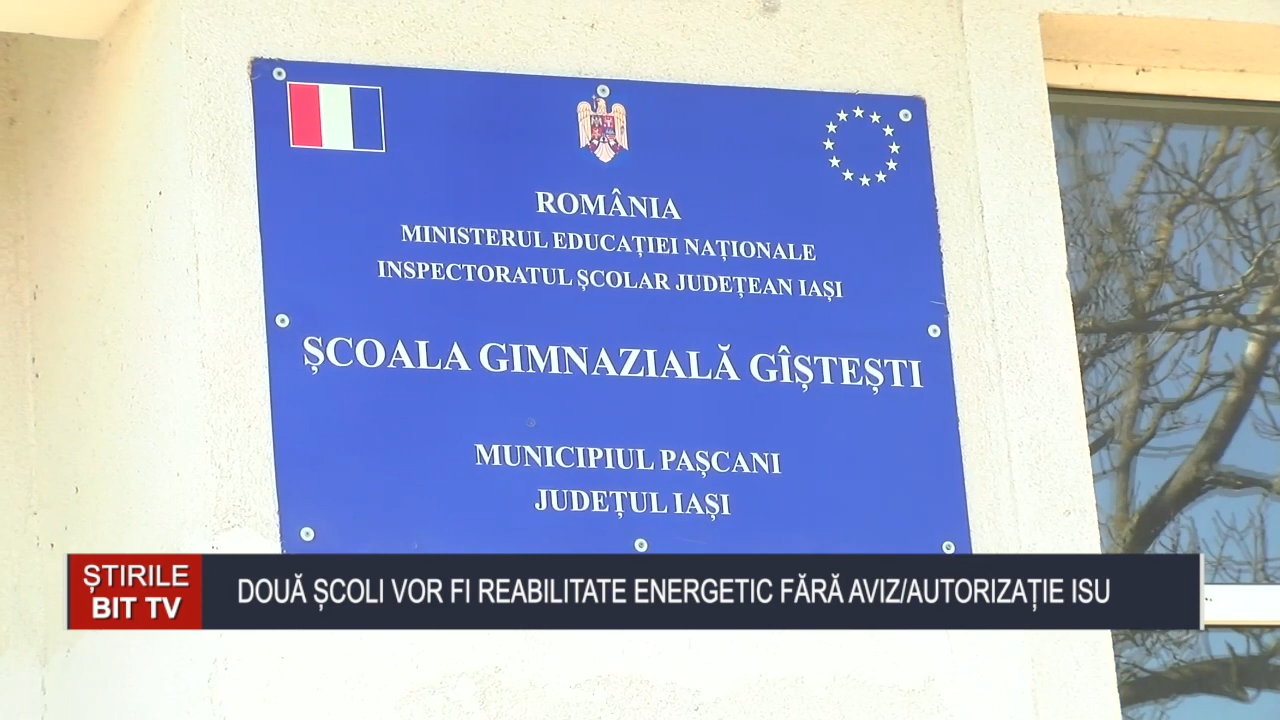 ROMÂNIA
MINISTERUL EDUCAȚIEI NAȚIONALE
INSPECTORATUL ȘCOLAR JUDEȚEAN IAȘI
ȘCOALA GIMNAZIALĂ GÎȘTEȘTI
MUNICIPIUL PAȘCANI
JUDEȚUL IAȘI
ȘTIRILE
BIT TV
DOUĂ ȘCOLI VOR FI REABILITATE ENERGETIC FĂRĂ AVIZ/AUTORIZAȚIE ISU